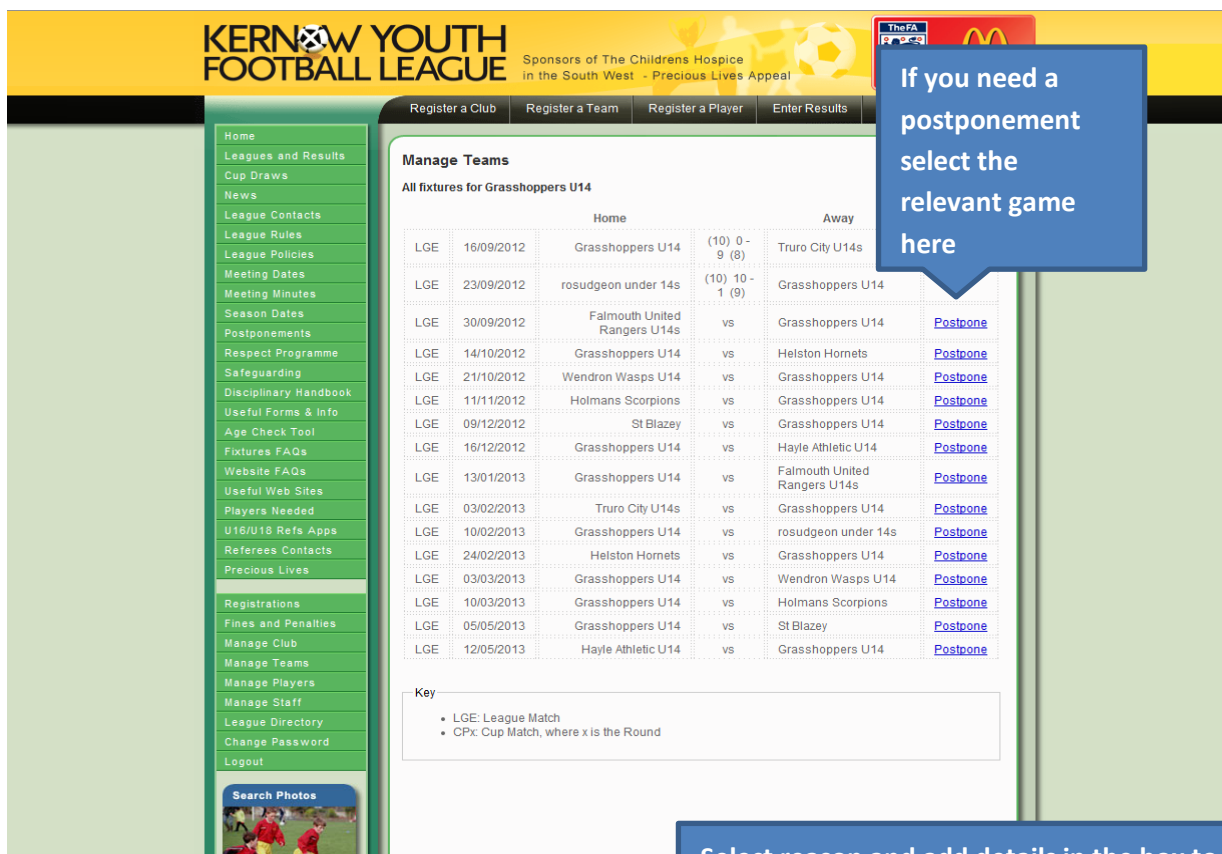 KERNOW YOUTH
FOOTBALL LEAGUE
Sponsors of The Childrens Hospice
in the South West - Precious Lives Appeal
TheFA
If you need a
postponement
select the
relevant game
here
Register a Club Register a Team Register a Player Enter Results
Home
Leagues and Results
Cup Draws
News
League Contacts
League Rules
League Policies
Meeting Dates
Meeting Minutes
Season Dates
Postponements
Respect Programme
Safeguarding
Disciplinary Handbook
Useful Forms & Info
Age Check Tool
Fixtures FAQs
Website FAQs
Useful Web Sites
Players Needed
U16/U18 Refs Apps
Referees Contacts
Precious Lives
Registrations
Fines and Penalties
Manage Club
Manage Teams
Manage Players
Manage Staff
League Directory
Change Password
Logout
Search Photos
Manage Teams
All fixtures for Grasshoppers U14
Home Away
LGE 16/09/2012 Grasshoppers U14 (10) 0 -
9 (8) Truro City U14s
LGE 23/09/2012 rosudgeon under 14s (10) 10 -
1 (9) Grasshoppers U14
LGE 30/09/2012 Falmouth United
Rangers U14s vs Grasshoppers U14 Postpone
LGE 14/10/2012 Grasshoppers U14 vs Helston Hornets Postpone
LGE 21/10/2012 Wendron Wasps U14 vs Grasshoppers U14 Postpone
LGE 11/11/2012 Holmans Scorpions vs Grasshoppers U14 Postpone
LGE 09/12/2012 St Blazey vs Grasshoppers U14 Postpone
LGE 16/12/2012 Grasshoppers U14 vs Hayle Athletic U14 Postpone
LGE 13/01/2013 Grasshoppers U14 vs Falmouth United
Rangers U14s Postpone
LGE 03/02/2013 Truro City U14s vs Grasshoppers U14 Postpone
LGE 10/02/2013 Grasshoppers U14 vs rosudgeon under 14s Postpone
LGE 24/02/2013 Helston Hornets vs Grasshoppers U14 Postpone
LGE 03/03/2013 Grasshoppers U14 vs Wendron Wasps U14 Postpone
LGE 10/03/2013 Grasshoppers U14 vs Holmans Scorpions Postpone
LGE 05/05/2013 Grasshoppers U14 vs St Blazey Postpone
LGE 12/05/2013 Hayle Athletic U14 vs Grasshoppers U14 Postpone
Key
• LGE: League Match
• CPx: Cup Match, where x is the Round
Select reason and add details in the box to